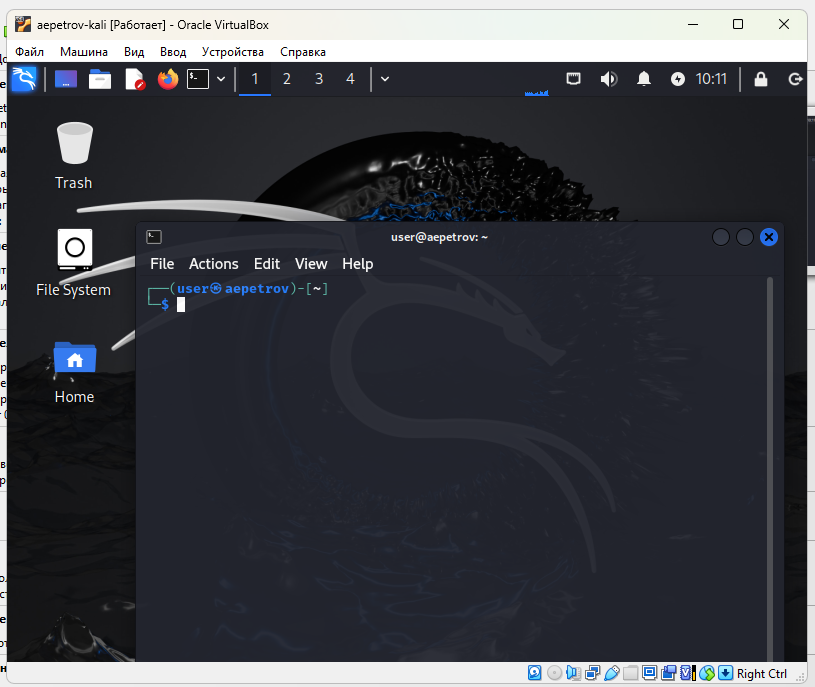 aepetrov-kali [Работает] - Oracle VirtualBox
Файл Машина Вид Ввод Устройства Справка
1 2 3 4 10:11
Trash
File System
Home
user@aepetrov: ~
File Actions Edit View Help
┌──(user㉿aepetrov)-[~]
└─$
Right Ctrl